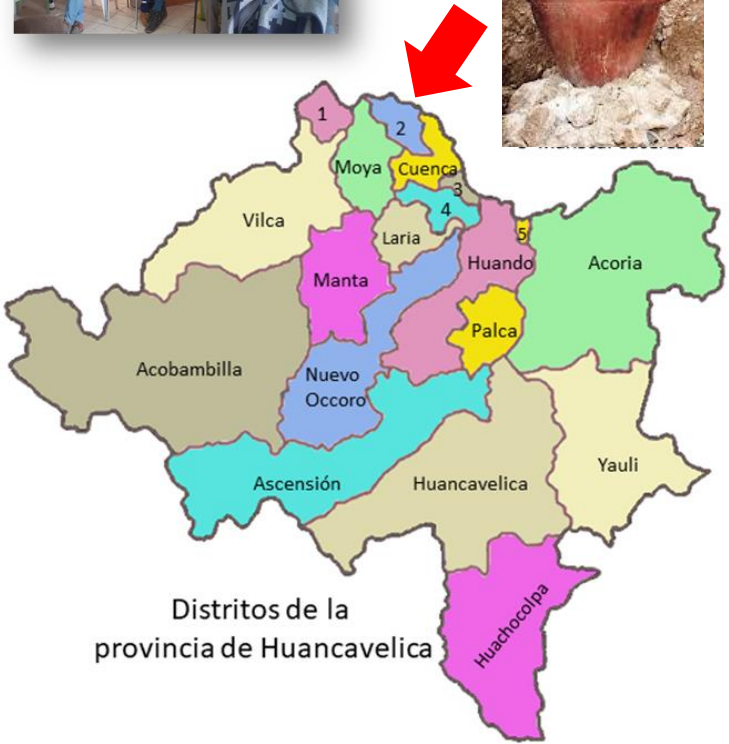 1
2
Moya
Cuenca
3
Vilca
4
Laria
5
Huando
Acoria
Manta
Palca
Acobambilla
Nuevo
Occoro
Ascensión
Huancavelica
Yauli
Huachocolpa
Distritos de la
provincia de Huancavelica